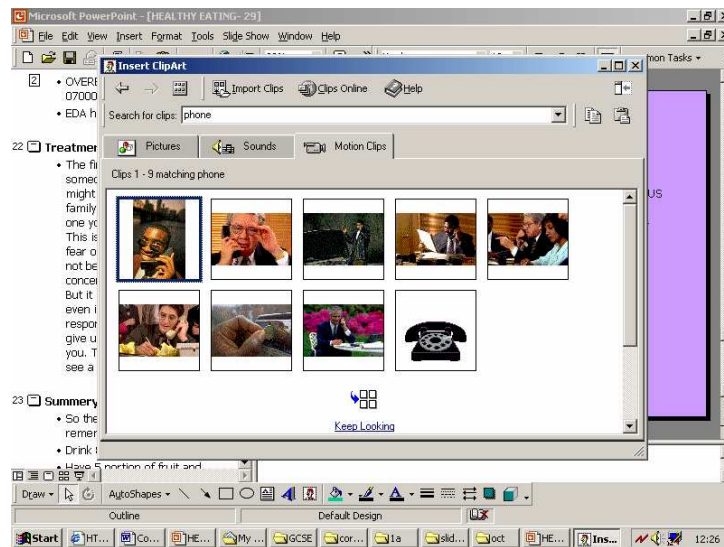 Microsoft PowerPoint - [HEALTHY EATING- 29]
File Edit View Insert Format Tools Slide Show Window Help
mon Tasks
Insert ClipArt
Import Clips Clips Online Help
Search for clips: phone
Pictures Sounds Motion Clips
Clips 1 - 9 matching phone
Keep Looking
2 • OVERE
07000
• EDA h
22 Treatmer
• The fi
someo
might
family
one yo
This is
fear o
not be
concer
But it
even i
respor
give u
you. T
see a
23 Summery
• So the
remer
• Drink
• Have 5 portion of fruit and
US
Draw AutoShapes
Outline Default Design
Start HT... Co... HE... My ... GCSE cor... 1a slid... oct HE... Ins... 12:26